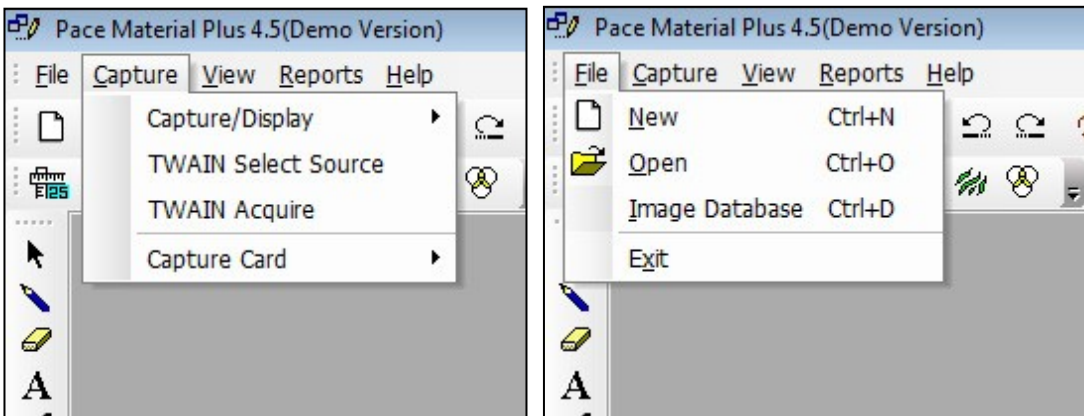 Pace Material Plus 4.5(Demo Version)
File Capture View Reports Help
Capture/Display
TWAIN Select Source
TWAIN Acquire
Capture Card
25
A
Pace Material Plus 4.5(Demo Version)
File Capture View Reports Help
New Ctrl+N
Open Ctrl+O
Image Database Ctrl+D
Exit
A